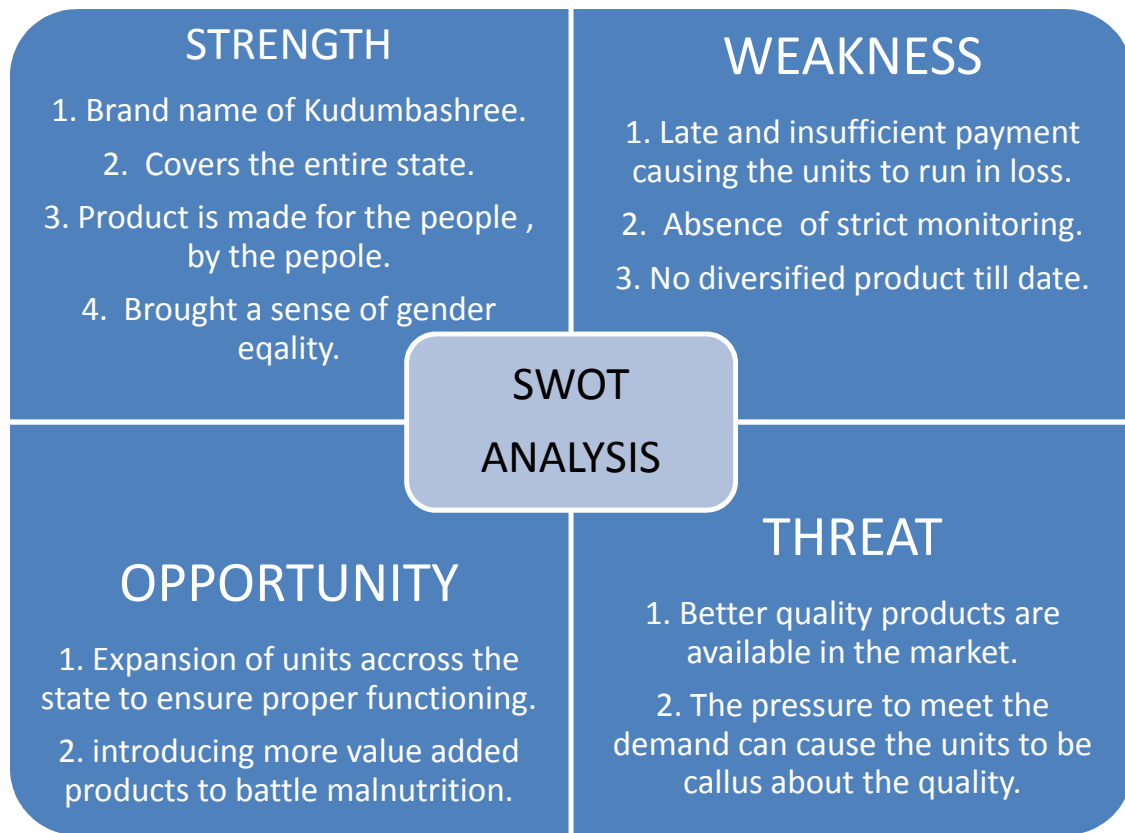 STRENGTH
1. Brand name of Kudumbashree.
2. Covers the entire state.
3. Product is made for the people ,
by the pepole.
4. Brought a sense of gender
eqality.
WEAKNESS
1. Late and insufficient payment
causing the units to run in loss.
2. Absence of strict monitoring.
3. No diversified product till date.
SWOT
ANALYSIS
OPPORTUNITY
1. Expansion of units accross the
state to ensure proper functioning.
2. introducing more value added
products to battle malnutrition.
THREAT
1. Better quality products are
available in the market.
2. The pressure to meet the
demand can cause the units to be
callus about the quality.